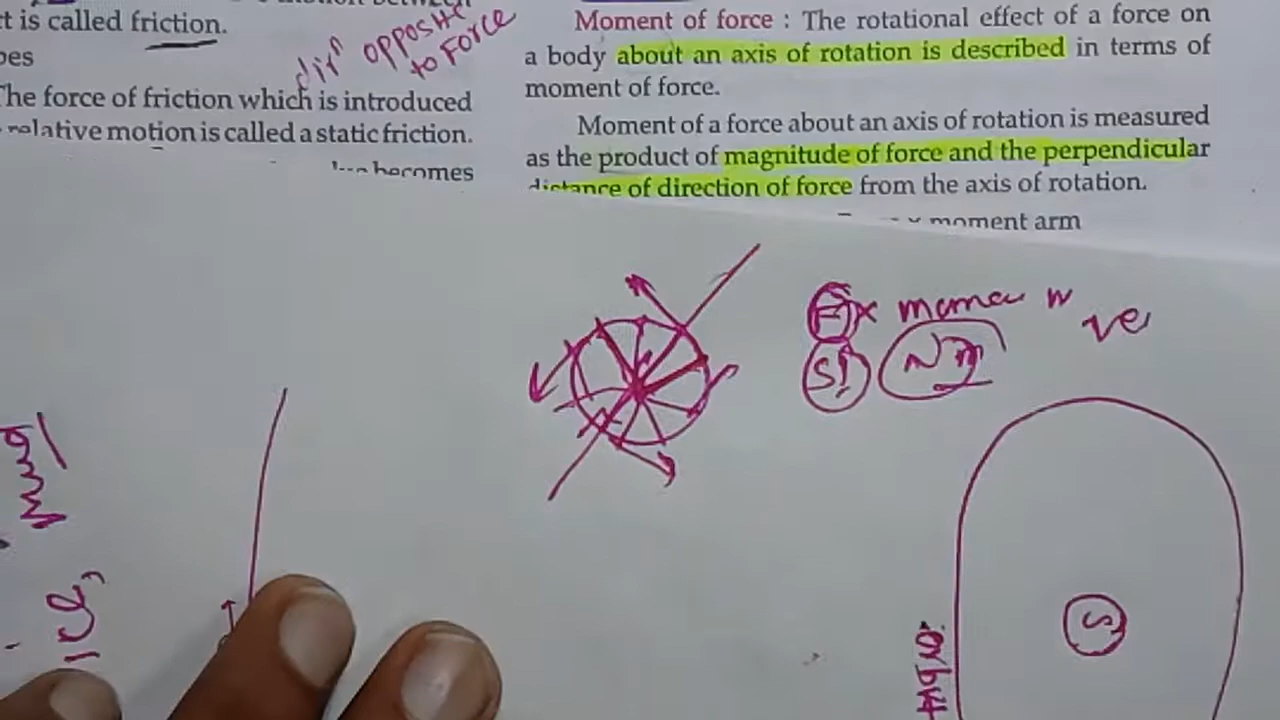 t is called friction.
dirⁿ opposite
to Force
The force of friction which is introduced
relative motion is called a static friction.
becomes
Moment of force : The rotational effect of a force on
a body about an axis of rotation is described in terms of
moment of force.
Moment of a force about an axis of rotation is measured
as the product of magnitude of force and the perpendicular
distance of direction of force from the axis of rotation.
moment arm
F x
SI Nm
S
orbit